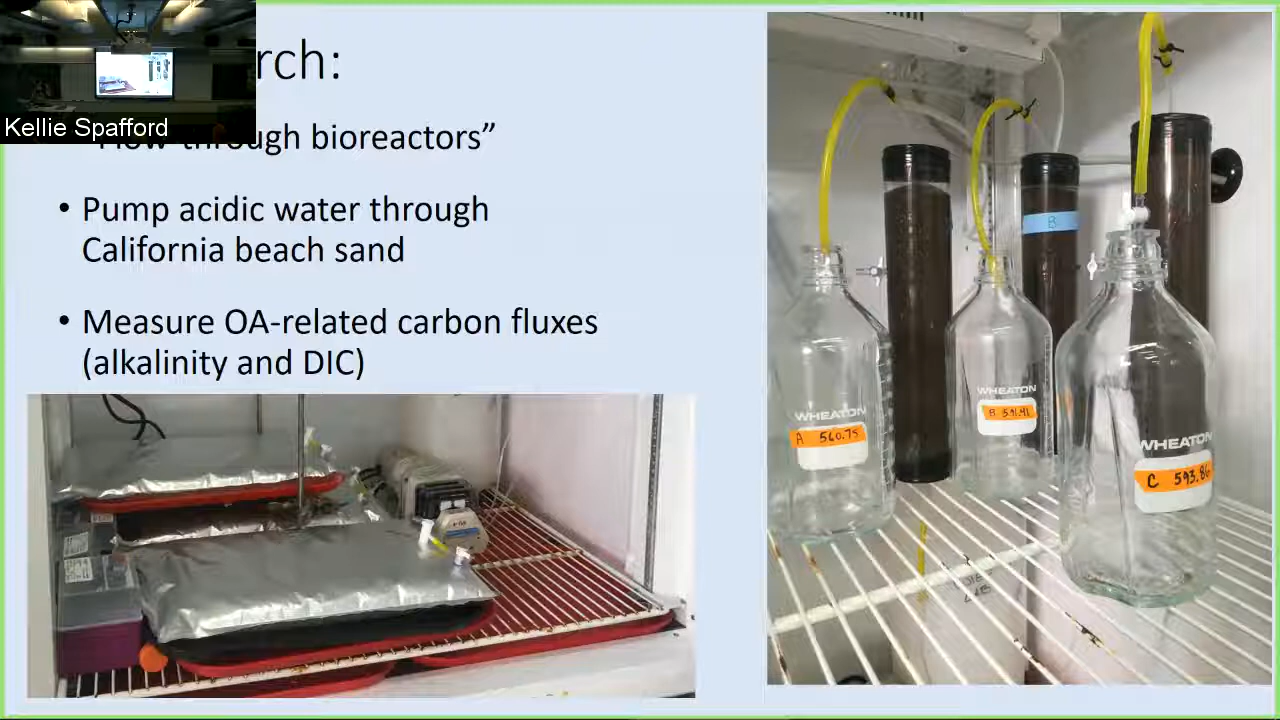 rch:
Kellie Spafford
through bioreactors”
• Pump acidic water through
California beach sand
• Measure OA-related carbon fluxes
(alkalinity and DIC)
B
WHEATON
A 560.75
WHEATON
B 591.41
WHEATON
C 593.86